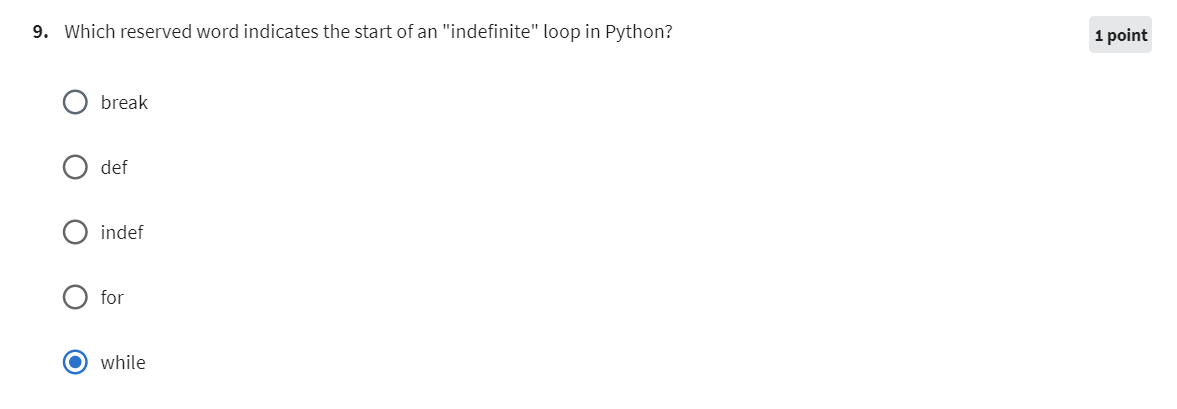 9. Which reserved word indicates the start of an "indefinite" loop in Python?
1 point
break
def
indef
for
while